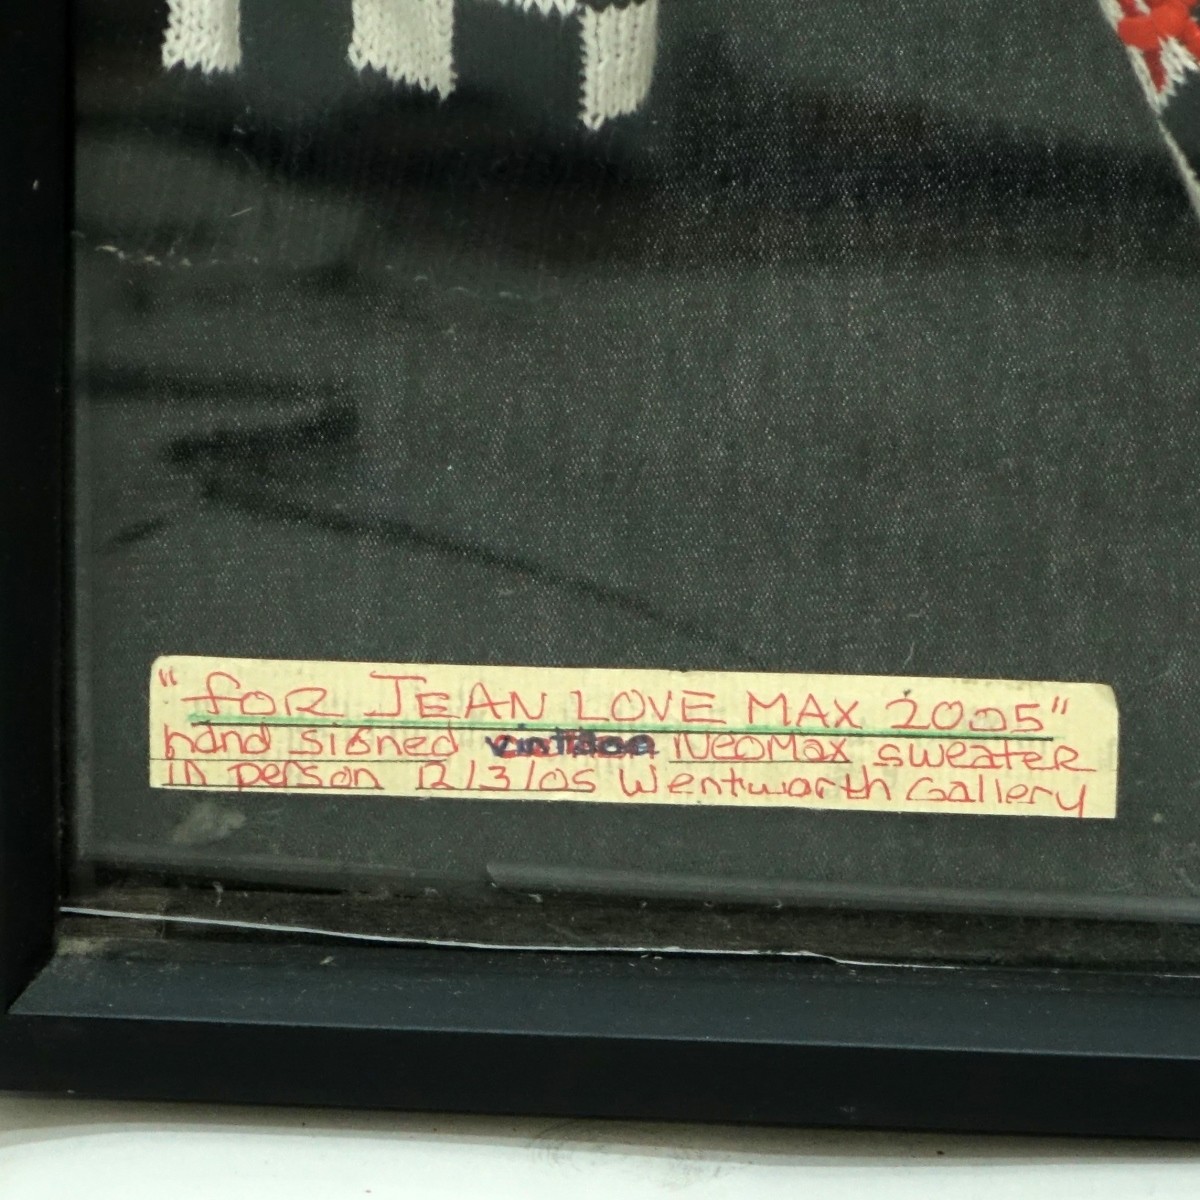 "foR JEAN LOVE MAX 2005"
hand signed vintage NeoMax sweater
in person 12/3/05 Wentworth Gallery